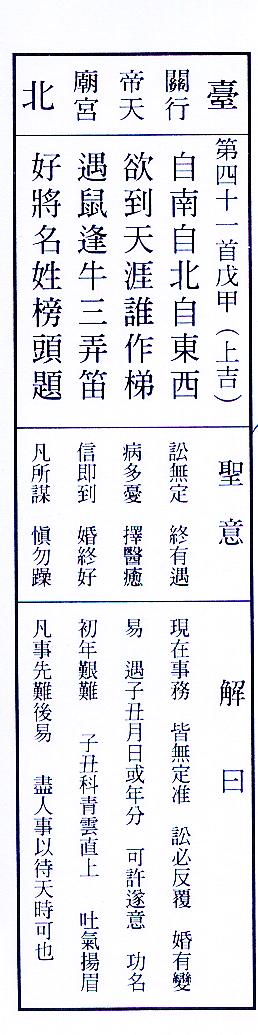 臺北
關行
帝天
廟宮
第四十一首戊甲(上吉)
自南自北自東西
欲到天涯誰作梯
遇鼠逢牛三弄笛
好將名姓榜頭題
聖意
訟無定 終有遇
病多憂 擇醫癒
信即到 婚終好
凡所謀 慎勿躁
解曰
現在事務 皆無定准 訟必反覆 婚有變
易 遇子丑月日或年分 可許遂意 功名
初年艱難 子丑科青雲直上 吐氣揚眉
凡事先難後易 盡人事以待天時可也